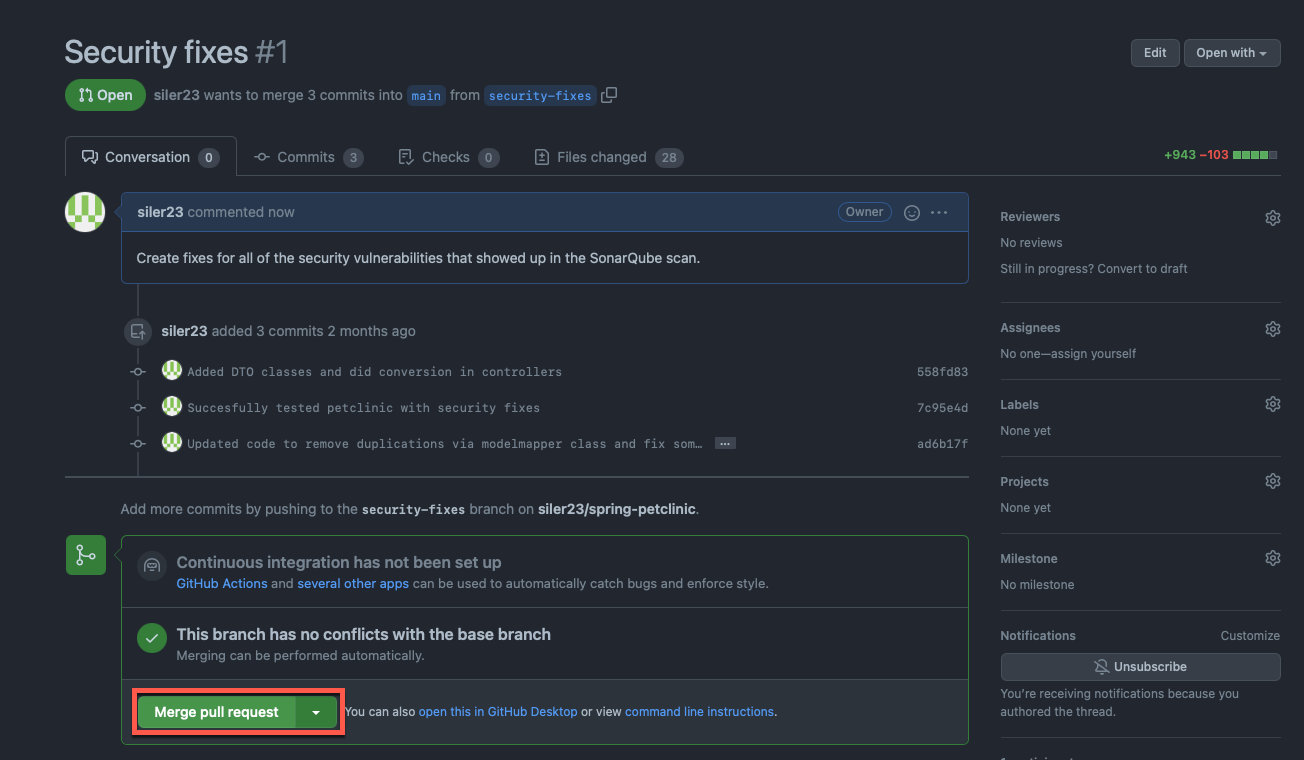 Security fixes #1
Edit
Open with
Open
siler23 wants to merge 3 commits into main from security-fixes
Conversation 0
Commits 3
Checks 0
Files changed 28
+943 −103
siler23 commented now
Owner
Create fixes for all of the security vulnerabilities that showed up in the SonarQube scan.
siler23 added 3 commits 2 months ago
Added DTO classes and did conversion in controllers 558fd83
Succesfully tested petclinic with security fixes 7c95e4d
Updated code to remove duplications via modelmapper class and fix som… ... ad6b17f
Add more commits by pushing to the security-fixes branch on siler23/spring-petclinic.
Continuous integration has not been set up
GitHub Actions and several other apps can be used to automatically catch bugs and enforce style.
This branch has no conflicts with the base branch
Merging can be performed automatically.
Merge pull request
You can also open this in GitHub Desktop or view command line instructions.
Reviewers
No reviews
Still in progress? Convert to draft
Assignees
No one—assign yourself
Labels
None yet
Projects
None yet
Milestone
No milestone
Notifications
Customize
Unsubscribe
You're receiving notifications because you
authored the thread.